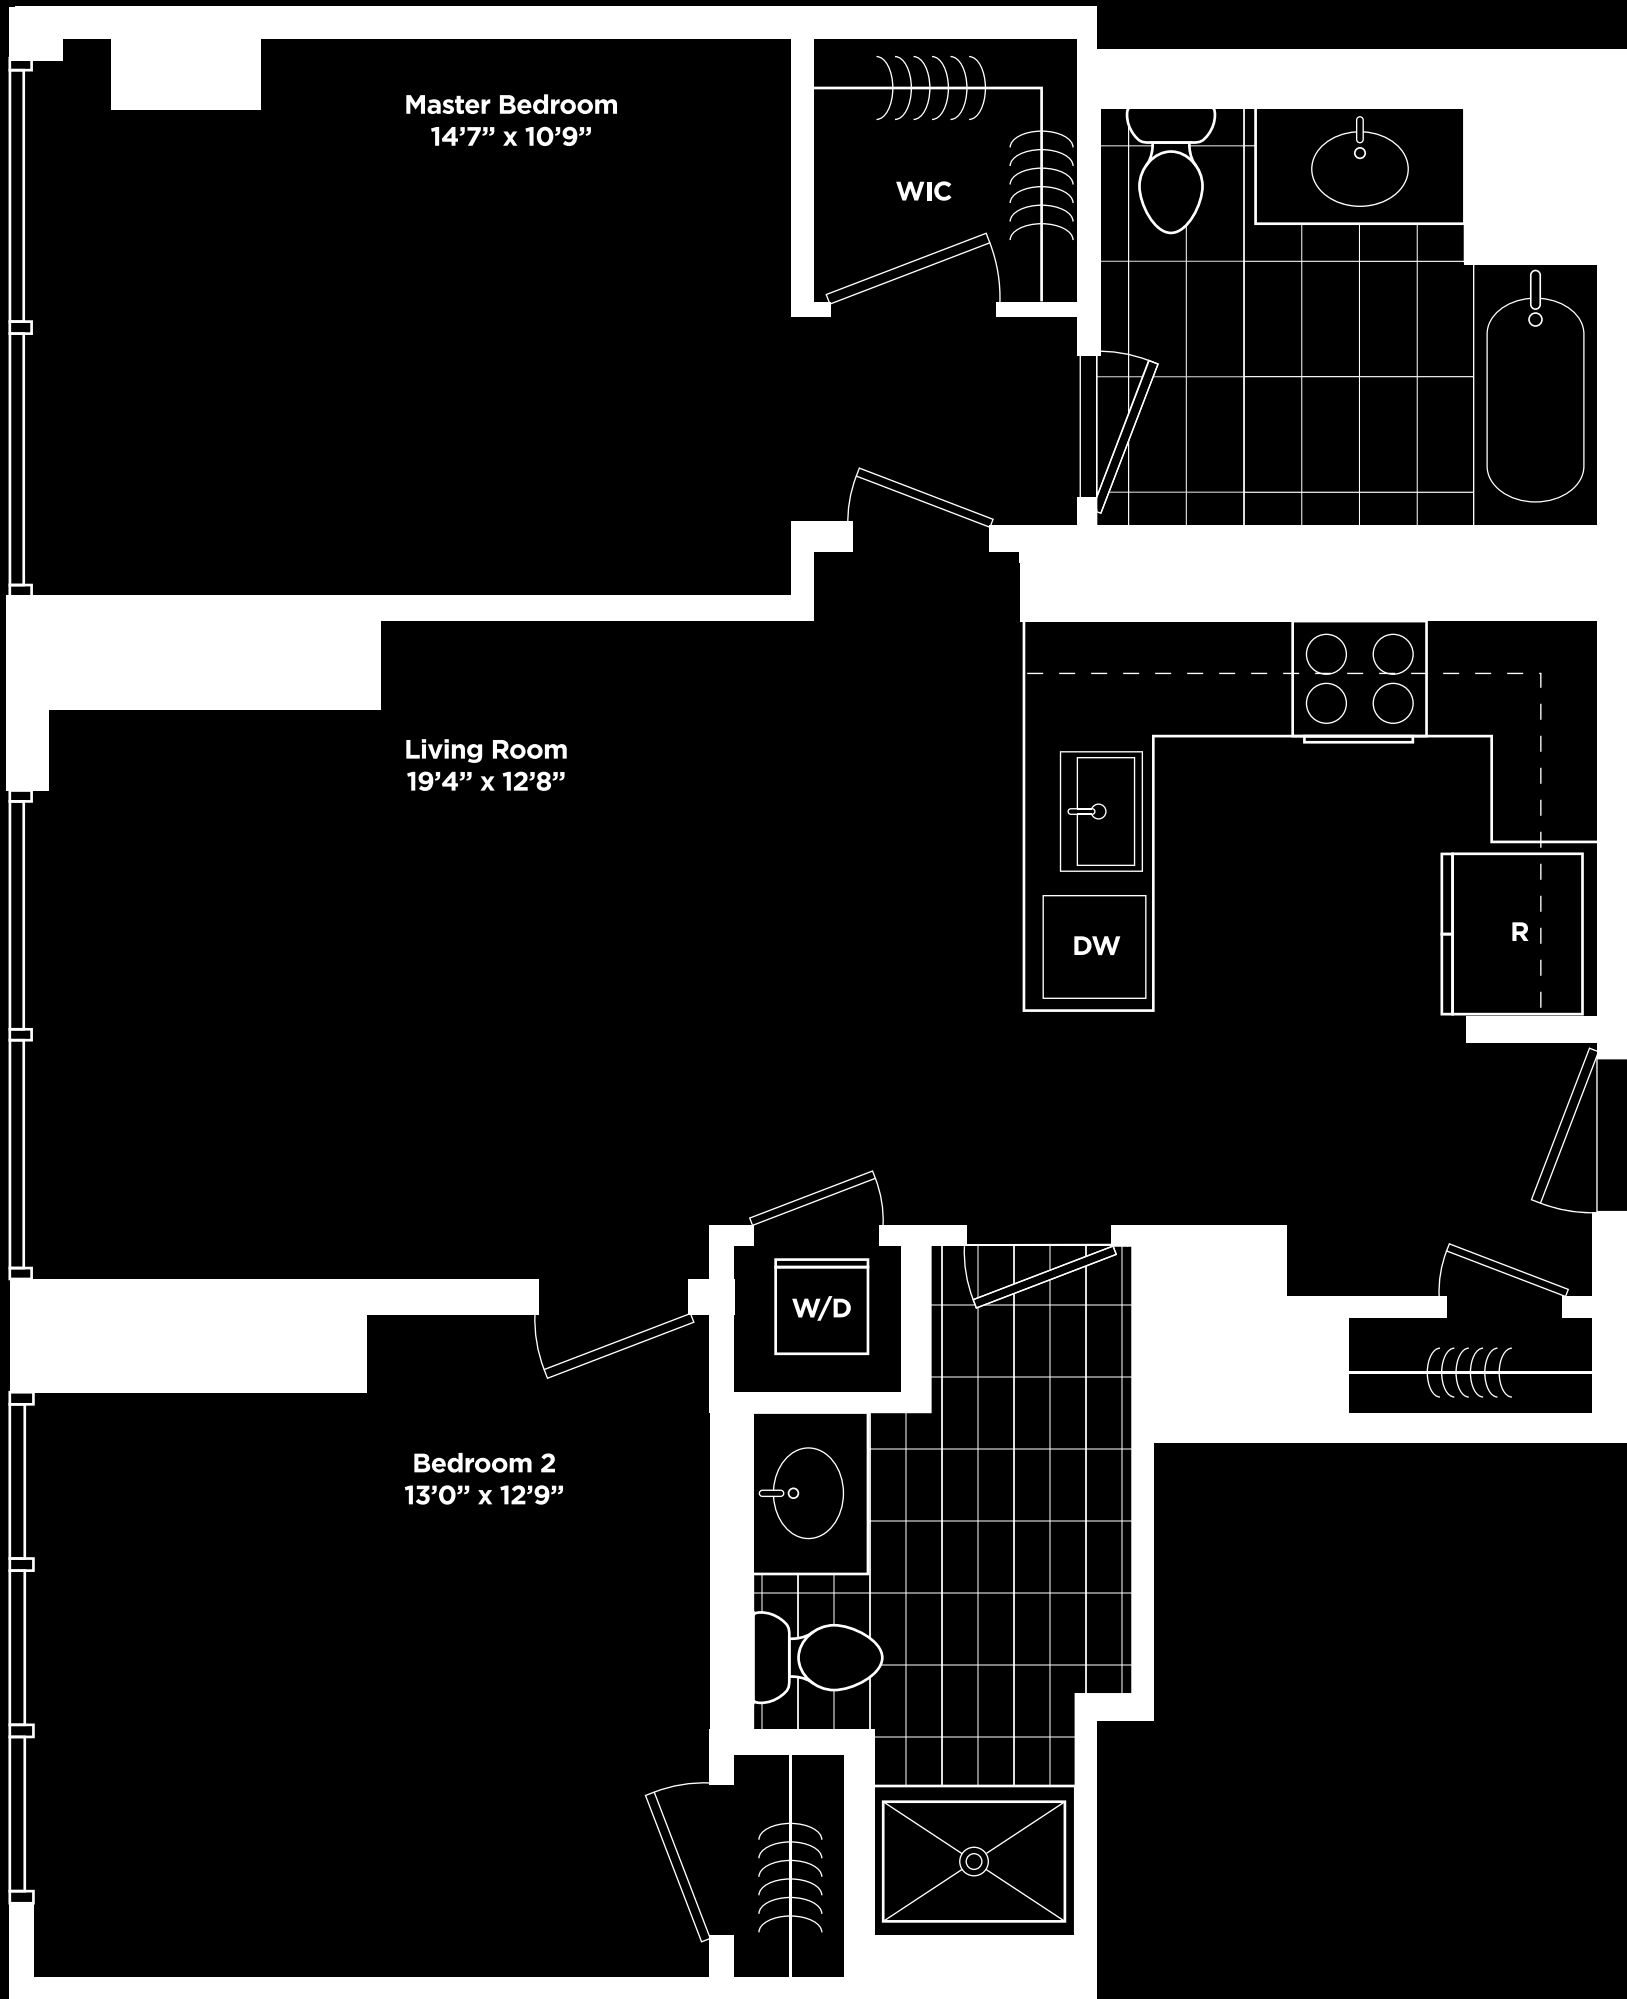 Master Bedroom
14’7” x 10’9”
WIC
Living Room
19’4” x 12’8”
R
DW
W/D
Bedroom 2
13’0” x 12’9”